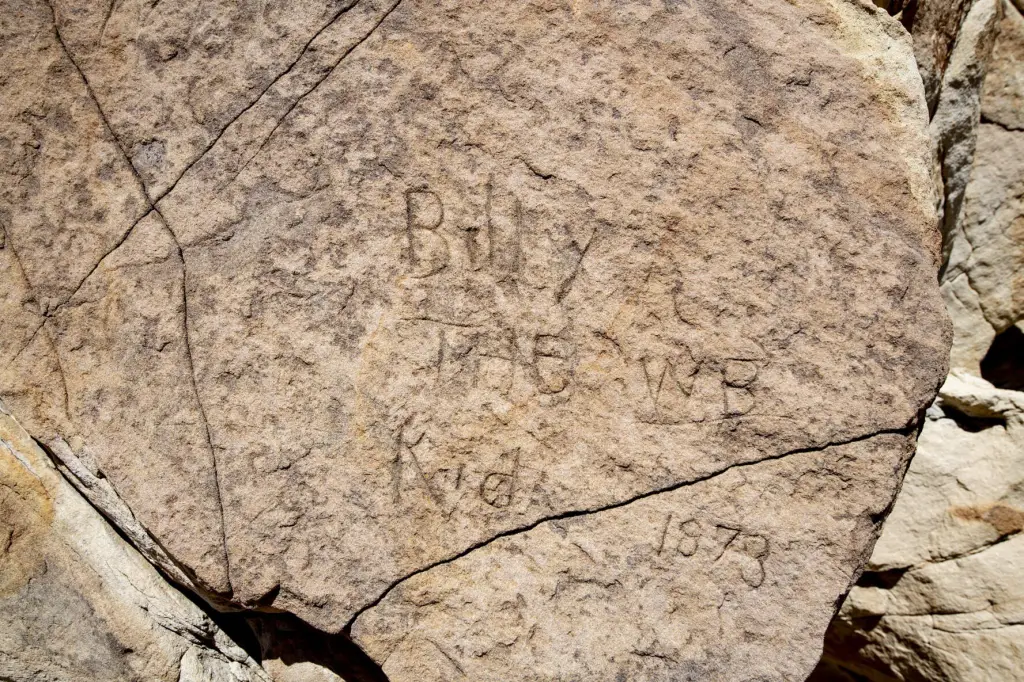 Billy
THE
WB
Kid
1873